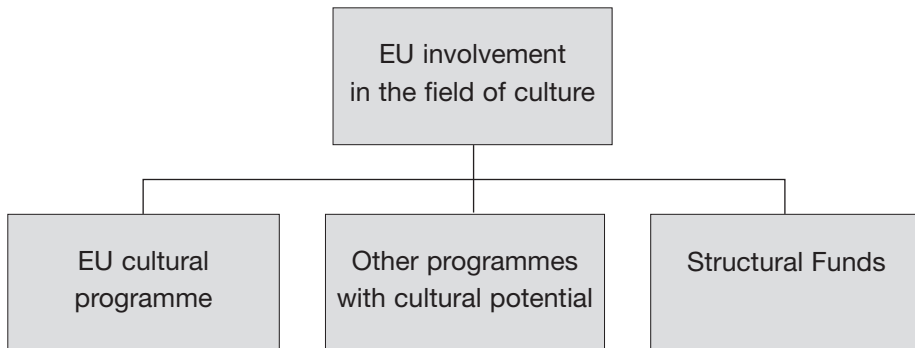 EU involvement
in the field of culture
EU cultural
programme
Other programmes
with cultural potential
Structural Funds